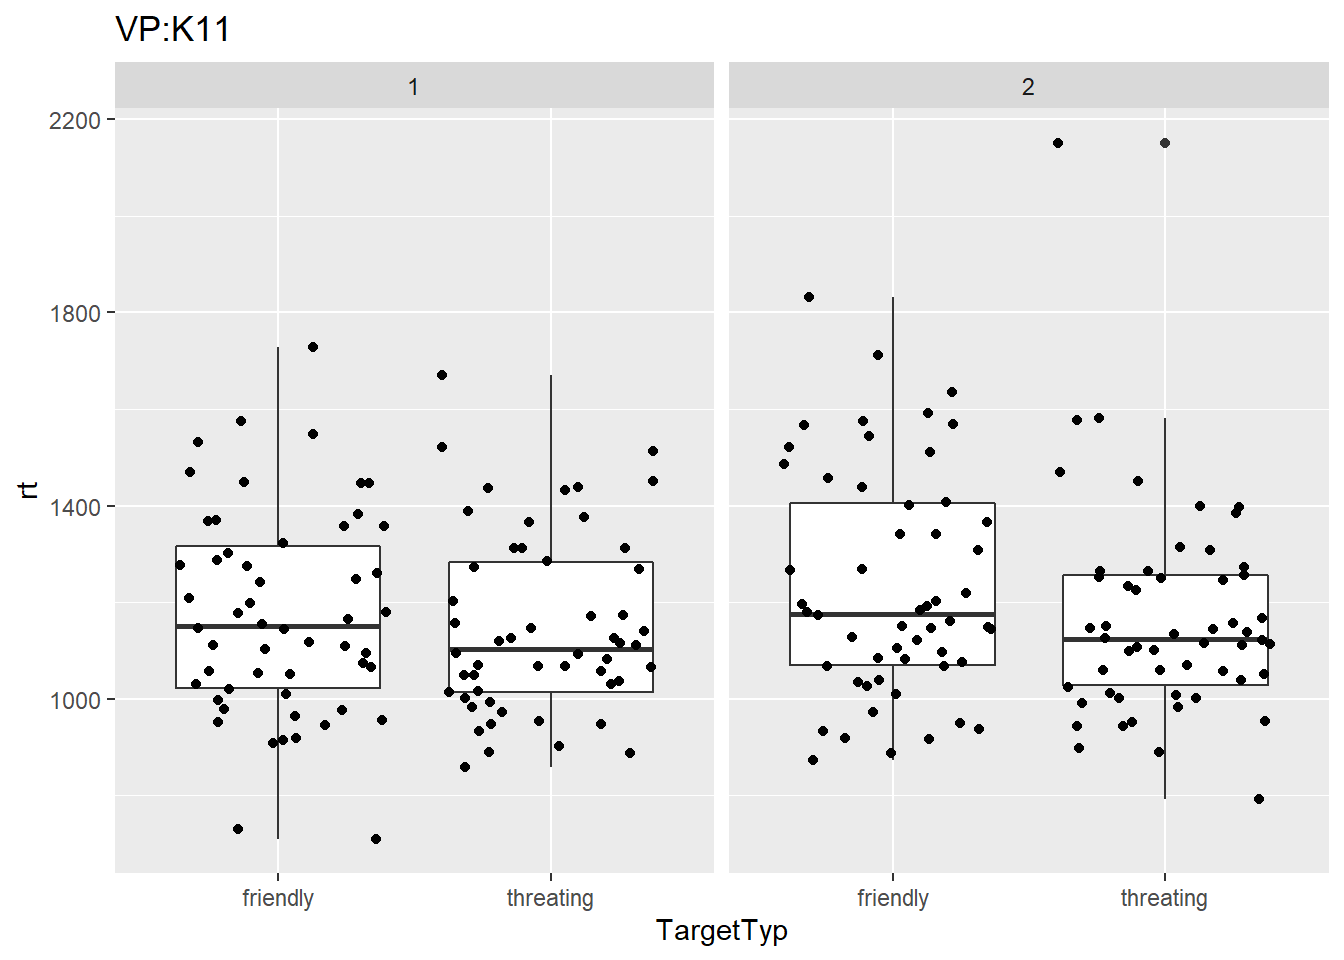 VP:K11
1
2
2200
1800
1400
1000
rt
friendly
threating
friendly
threating
TargetTyp